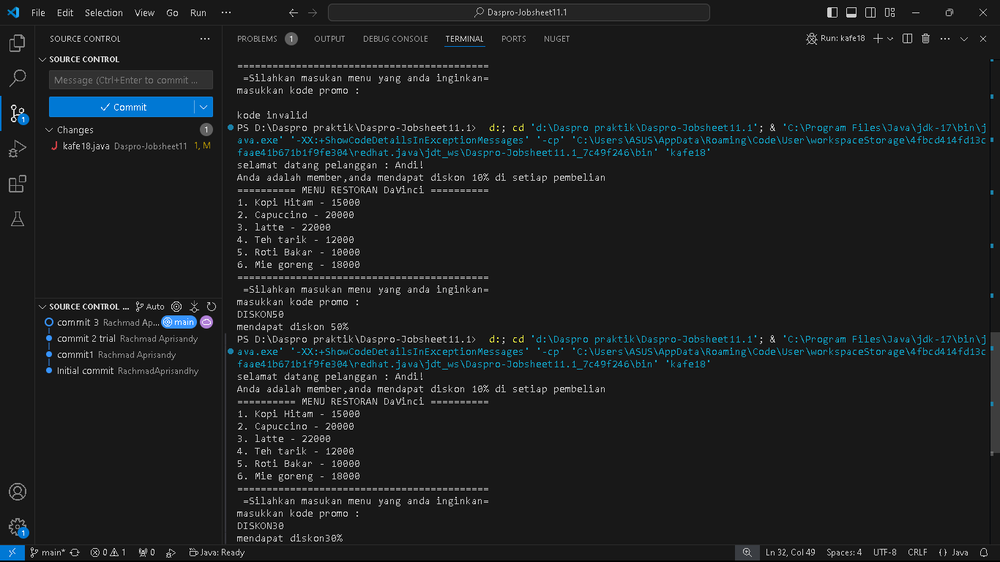 File Edit Selection View Go Run ··· Daspro-Jobsheet11.1
SOURCE CONTROL ···
SOURCE CONTROL
Message (Ctrl+Enter to commit ...
Commit
Changes 1
kafe18.java Daspro-Jobsheet11 1, M
1
1
SOURCE CONTROL ... Auto
commit 3 Rachmad Ap... main
commit 2 trial Rachmad Aprisandy
commit1 Rachmad Aprisandy
Initial commit RachmadAprisandhy
PROBLEMS 1 OUTPUT DEBUG CONSOLE TERMINAL PORTS NUGET Run: kafe18 ···
===========================================
=Silahkan masukan menu yang anda inginkan=
masukkan kode promo :
kode invalid
PS D:\Daspro praktik\Daspro-Jobsheet11.1> d:; cd 'd:\Daspro praktik\Daspro-Jobsheet11.1'; & 'C:\Program Files\Java\jdk-17\bin\j
ava.exe' '-XX:+ShowCodeDetailsInExceptionMessages' '-cp' 'C:\Users\ASUS\AppData\Roaming\Code\User\workspaceStorage\4fbcd414fd13c
faae41b671b1f9fe304\redhat.java\jdt_ws\Daspro-Jobsheet11.1_7c49f246\bin' 'kafe18'
selamat datang pelanggan : Andi!
Anda adalah member,anda mendapat diskon 10% di setiap pembelian
========== MENU RESTORAN DaVinci ==========
1. Kopi Hitam - 15000
2. Capuccino - 20000
3. latte - 22000
4. Teh tarik - 12000
5. Roti Bakar - 10000
6. Mie goreng - 18000
===========================================
=Silahkan masukan menu yang anda inginkan=
masukkan kode promo :
DISKON50
mendapat diskon 50%
PS D:\Daspro praktik\Daspro-Jobsheet11.1> d:; cd 'd:\Daspro praktik\Daspro-Jobsheet11.1'; & 'C:\Program Files\Java\jdk-17\bin\j
ava.exe' '-XX:+ShowCodeDetailsInExceptionMessages' '-cp' 'C:\Users\ASUS\AppData\Roaming\Code\User\workspaceStorage\4fbcd414fd13c
faae41b671b1f9fe304\redhat.java\jdt_ws\Daspro-Jobsheet11.1_7c49f246\bin' 'kafe18'
selamat datang pelanggan : Andi!
Anda adalah member,anda mendapat diskon 10% di setiap pembelian
========== MENU RESTORAN DaVinci ==========
1. Kopi Hitam - 15000
2. Capuccino - 20000
3. latte - 22000
4. Teh tarik - 12000
5. Roti Bakar - 10000
6. Mie goreng - 18000
===========================================
=Silahkan masukan menu yang anda inginkan=
masukkan kode promo :
DISKON30
mendapat diskon30%
main* 0 1 0 Java: Ready Ln 32, Col 49 Spaces: 4 UTF-8 CRLF {} Java